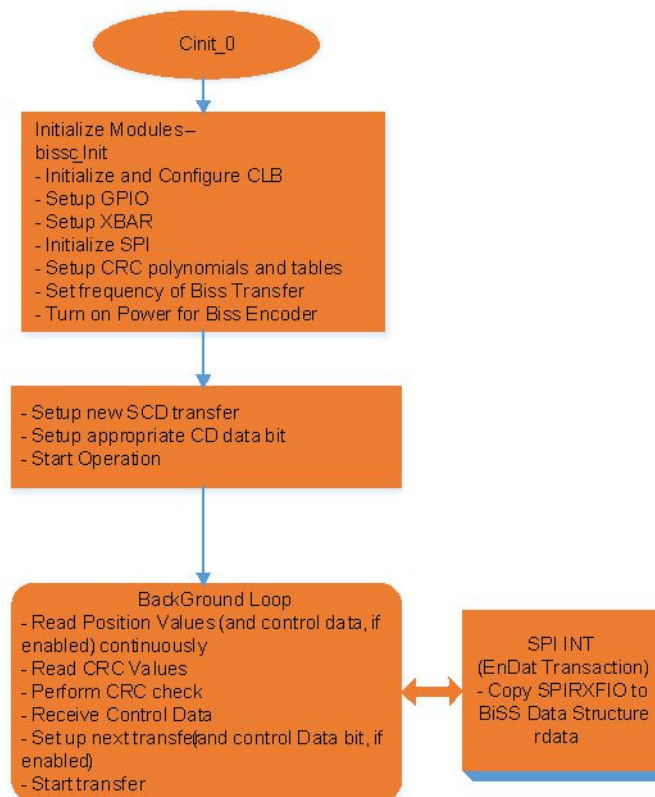 Cinit_0
Initialize Modules–
bissc_Init
- Initialize and Configure CLB
- Setup GPIO
- Setup XBAR
- Initialize SPI
- Setup CRC polynomials and tables
- Set frequency of Biss Transfer
- Turn on Power for Biss Encoder
- Setup new SCD transfer
- Setup appropriate CD data bit
- Start Operation
BackGround Loop
- Read Position Values (and control data, if
enabled) continuously
- Read CRC Values
- Perform CRC check
- Receive Control Data
- Set up next transfer(and control Data bit, if
enabled)
- Start transfer
SPI INT
(EnDat Transaction)
- Copy SPIRXFIO to
BiSS Data Structure
rdata